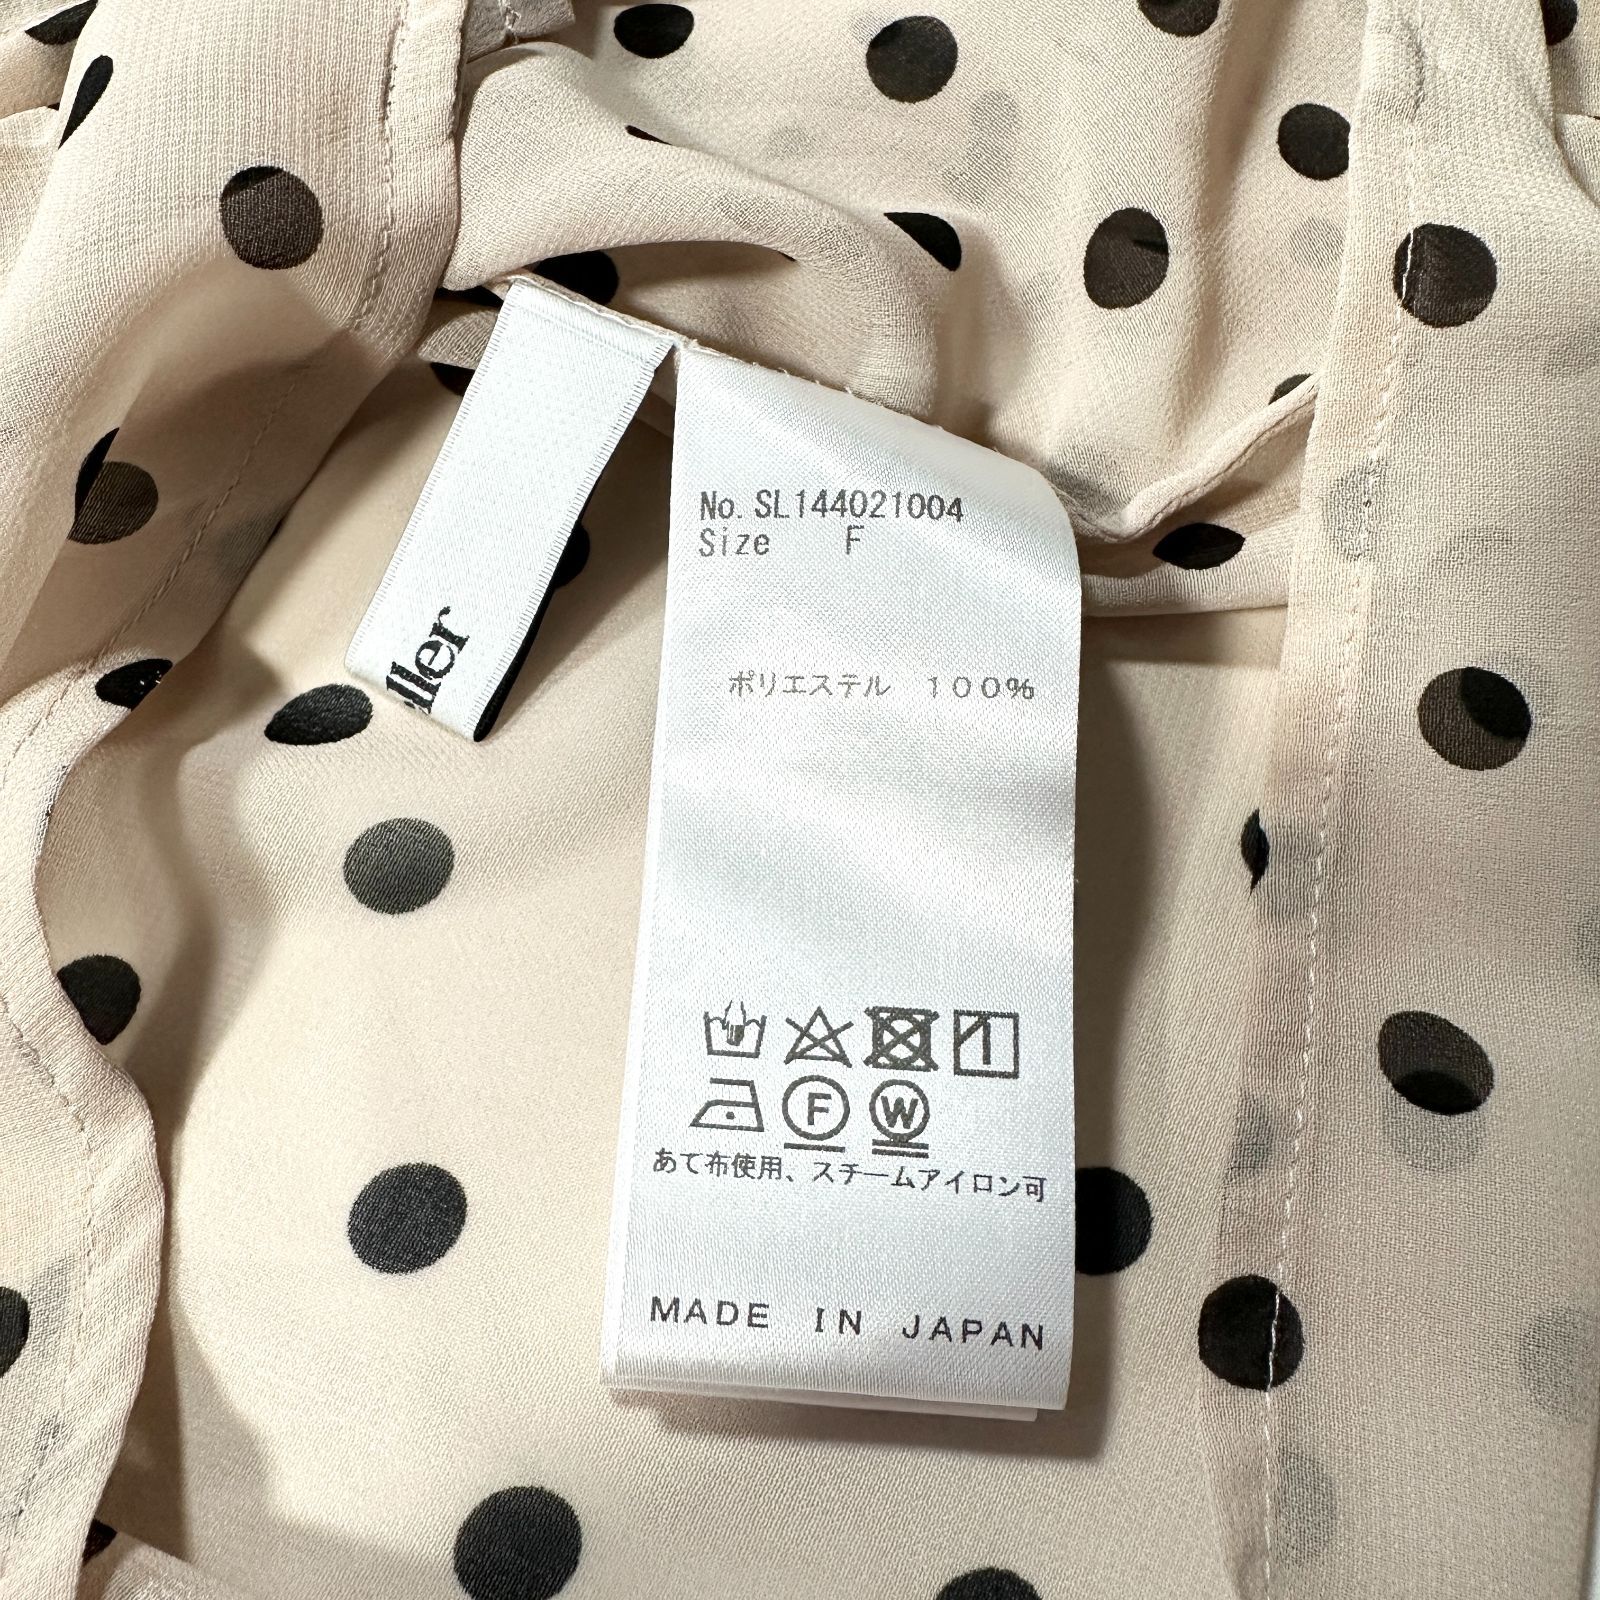 No. SL144021004
Size F
ポリエステル 100%
F W
あて布使用、スチームアイロン可
MADE IN JAPAN